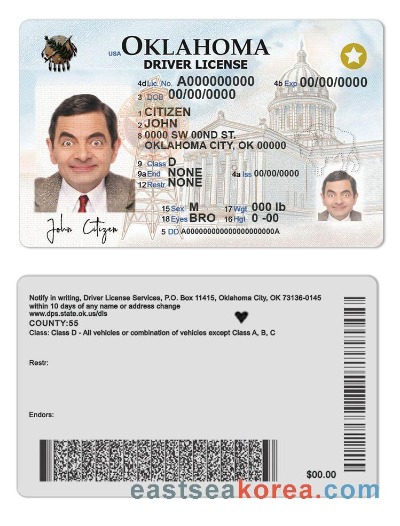 USA OKLAHOMA
DRIVER LICENSE
4d Lic No. A000000000 4b Exp 00/00/0000
3 DOB 00/00/0000
1 CITIZEN
2 JOHN
8 0000 SW 00ND ST.
OKLAHOMA CITY, OK 00000
9 Class D
9a End NONE 4a Iss 00/00/0000
12 Restr NONE
15 Sex M 17 Wgt 000 lb
18 Eyes BRO 16 Hgt 0 -00
John Citizen
5 DD A0000000000000000000A
Notify in writing, Driver License Services, P.O. Box 11415, Oklahoma City, OK 73136-0145
within 10 days of any name or address change
www.dps.state.ok.us/dls
COUNTY:55
Class: Class D - All vehicles or combination of vehicles except Class A, B, C
Restr:
Endors:
$00.00
eastseakorea.com